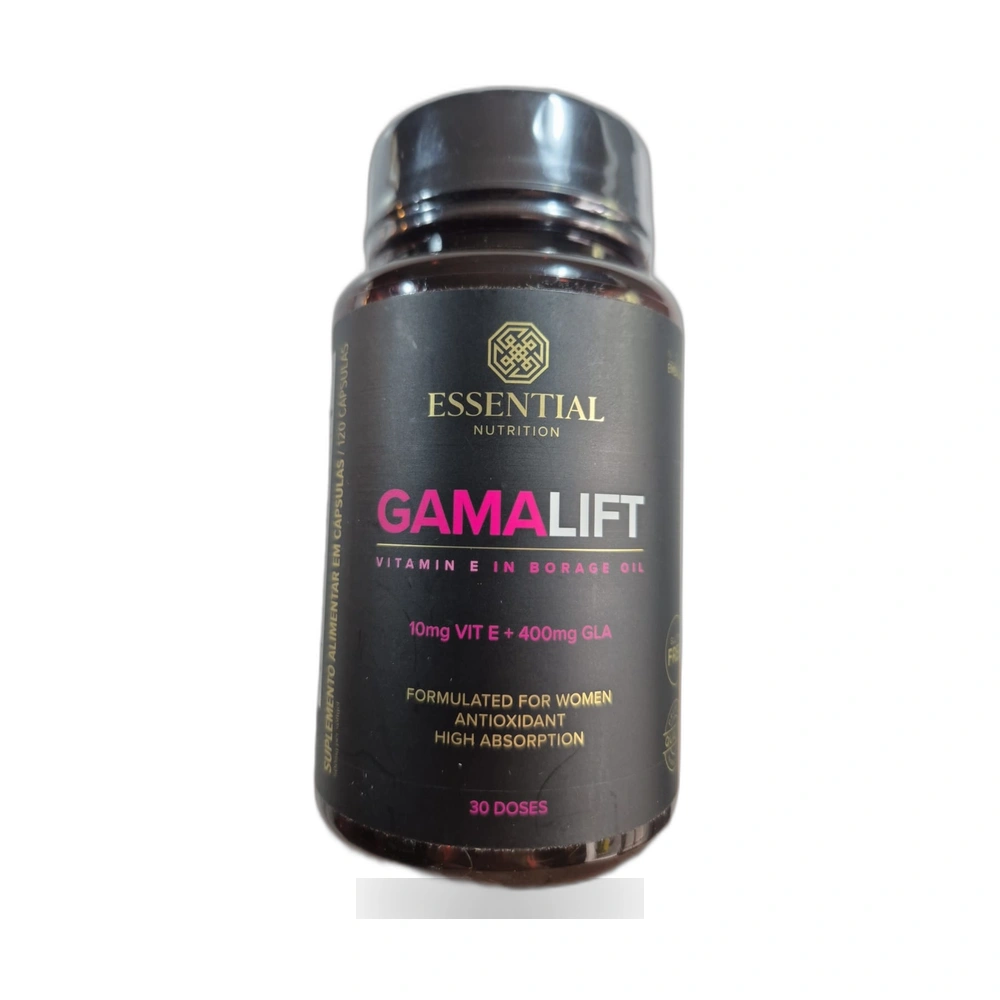 ESSENTIAL
NUTRITION
GAMALIFT
VITAMIN E IN BORAGE OIL
10mg VIT E + 400mg GLA
FORMULATED FOR WOMEN
ANTIOXIDANT
HIGH ABSORPTION
30 DOSES
SUPLEMENTO ALIMENTAR EM CÁPSULAS / 120 CÁPSULAS